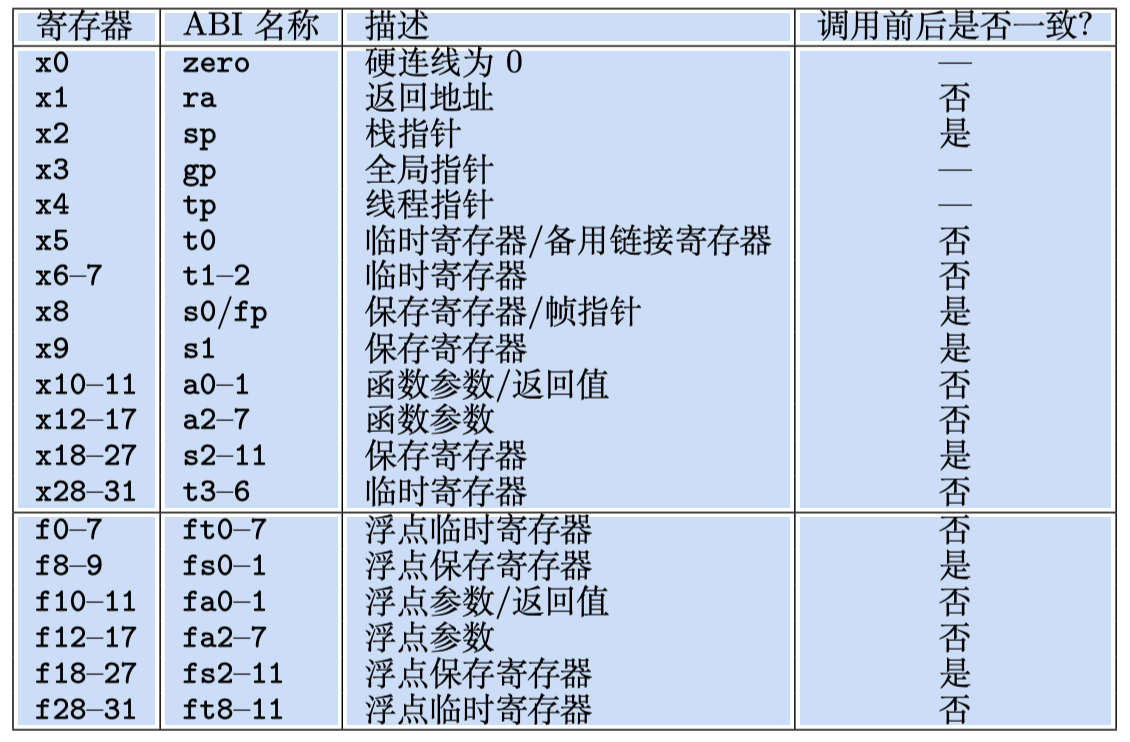 寄存器 ABI 名称 描述 调用前后是否一致？
x0 zero 硬连线为 0 —
x1 ra 返回地址 否
x2 sp 栈指针 是
x3 gp 全局指针 —
x4 tp 线程指针 —
x5 t0 临时寄存器/备用链接寄存器 否
x6–7 t1–2 临时寄存器 否
x8 s0/fp 保存寄存器/帧指针 是
x9 s1 保存寄存器 是
x10–11 a0–1 函数参数/返回值 否
x12–17 a2–7 函数参数 否
x18–27 s2–11 保存寄存器 是
x28–31 t3–6 临时寄存器 否
f0–7 ft0–7 浮点临时寄存器 否
f8–9 fs0–1 浮点保存寄存器 是
f10–11 fa0–1 浮点参数/返回值 否
f12–17 fa2–7 浮点参数 否
f18–27 fs2–11 浮点保存寄存器 是
f28–31 ft8–11 浮点临时寄存器 否